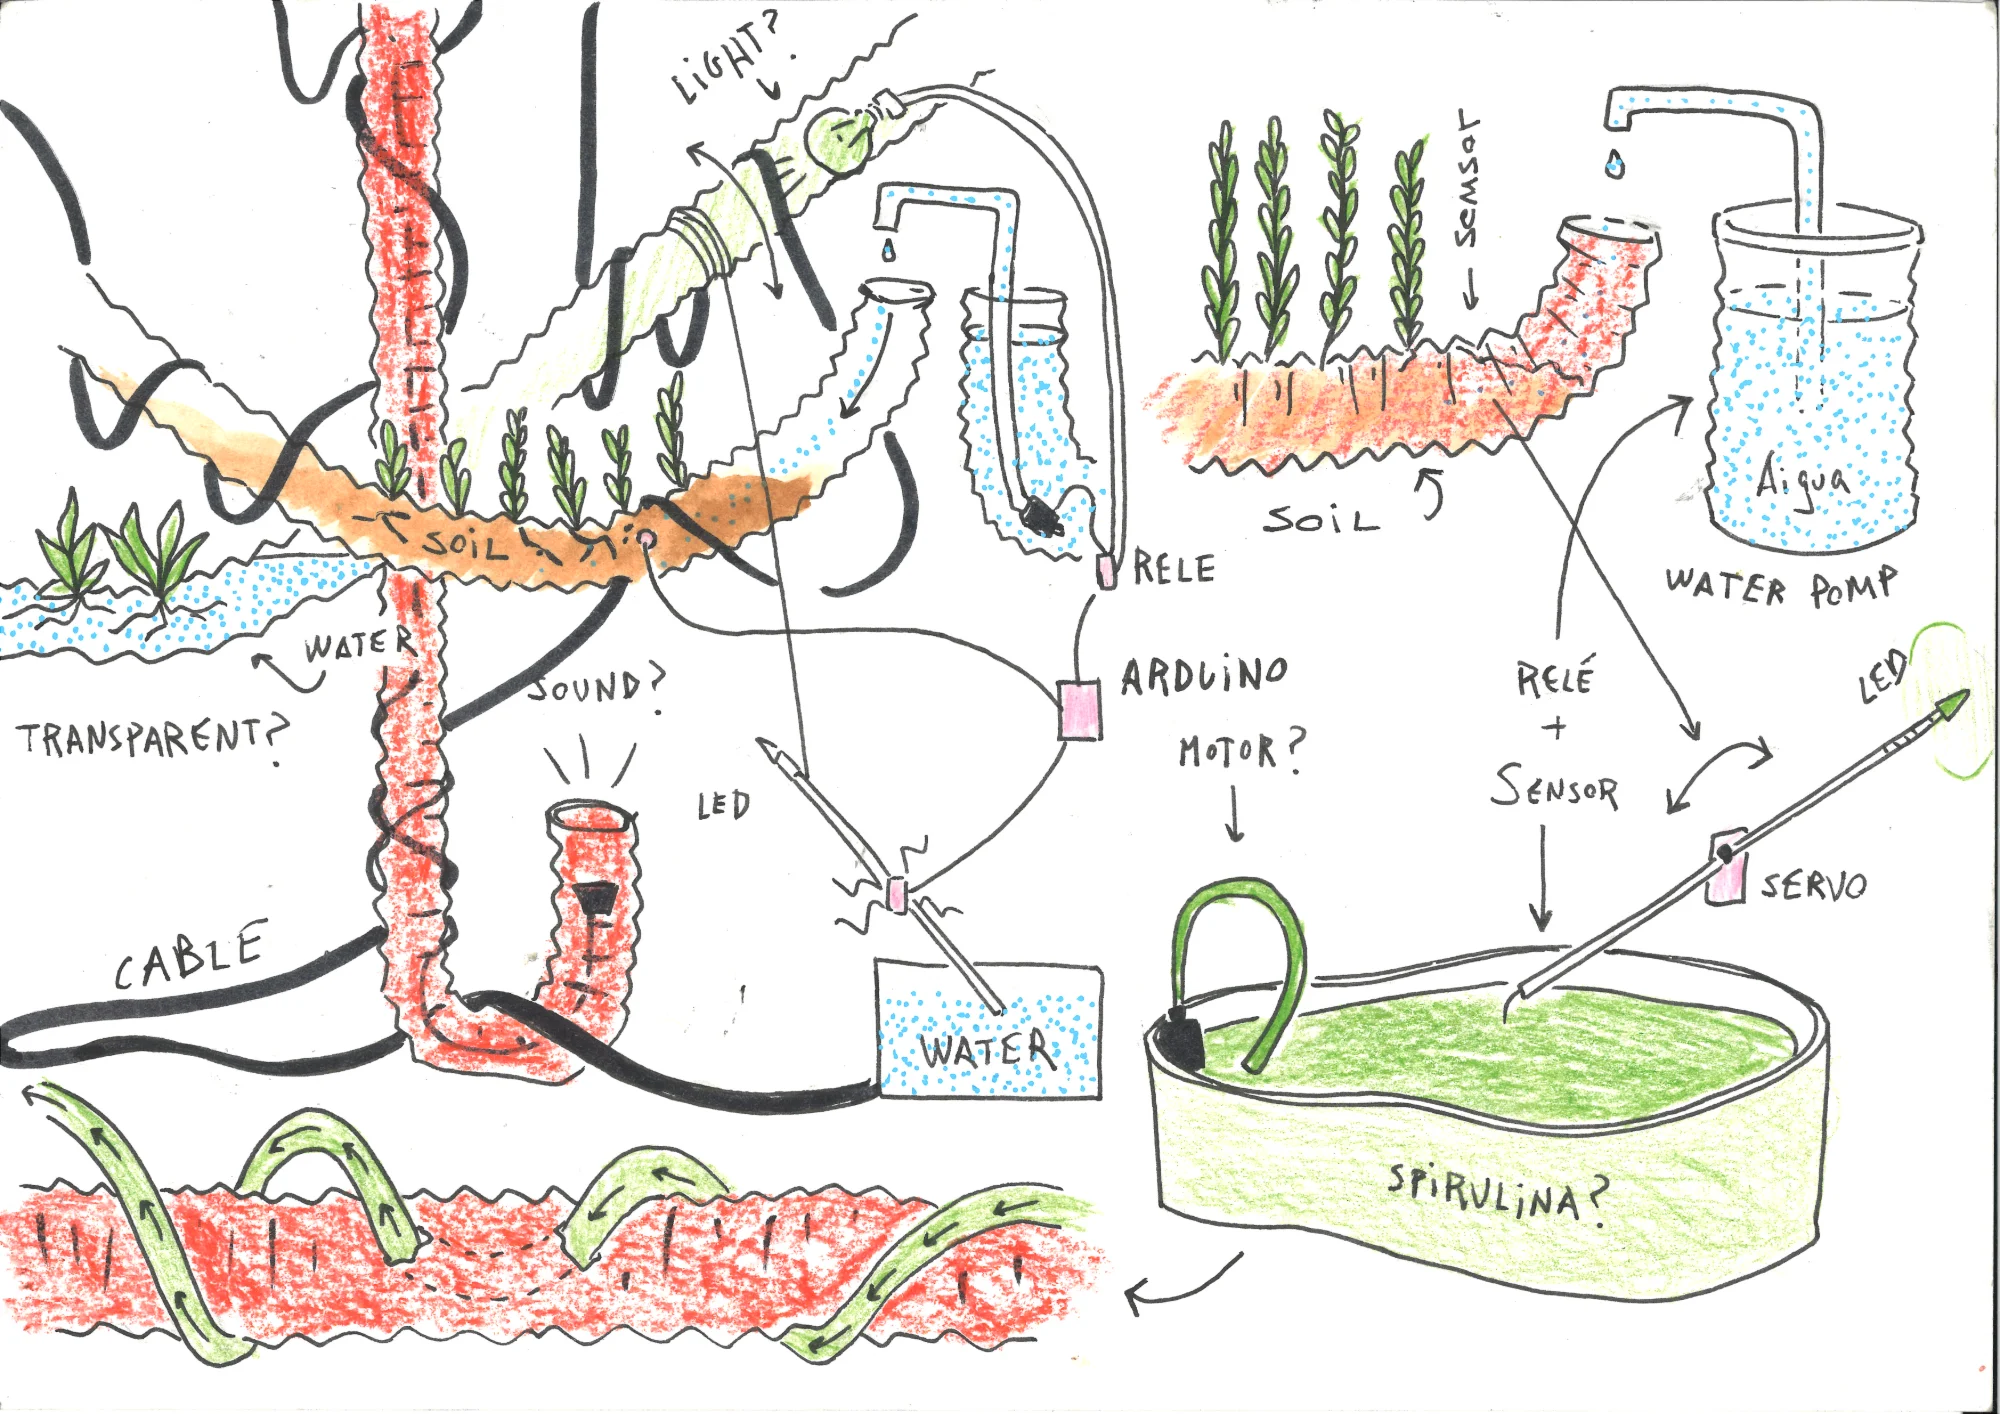 LiGHT?
SEMSOr
SOiL
WATER
TRANSPARENT?
SOUND?
RELE
ARDUiNO
MOTOR?
LED
CABLE
WATER
SOiL
Aigua
WATER POMP
RELÉ
+
SENSOR
LED
SERVO
SPiRULiNA?